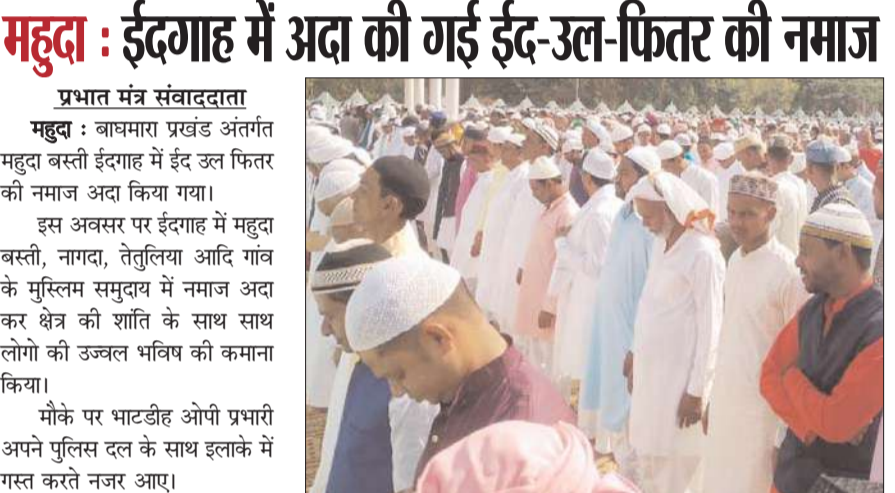 महुदा : ईदगाह में अदा की गई ईद-उल-फितर की नमाज
प्रभात मंत्र संवाददाता
महुदा : बाघमारा प्रखंड अंतर्गत
महुदा बस्ती ईदगाह में ईद उल फितर
की नमाज अदा किया गया।
इस अवसर पर ईदगाह में महुदा
बस्ती, नागदा, तेतुलिया आदि गांव
के मुस्लिम समुदाय में नमाज अदा
कर क्षेत्र की शांति के साथ साथ
लोगो की उज्वल भविष की कमाना
किया।
मौके पर भाटडीह ओपी प्रभारी
अपने पुलिस दल के साथ इलाके में
गस्त करते नजर आए।